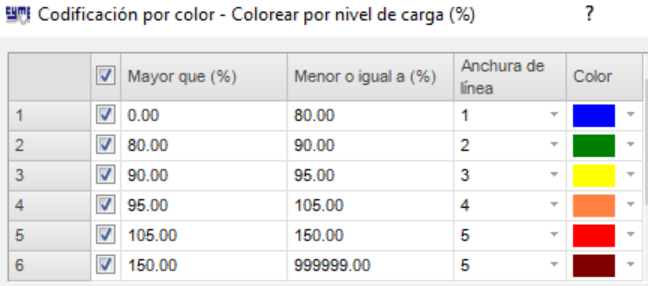 CYME Codificación por color - Colorear por nivel de carga (%) ?
Mayor que (%) Menor o igual a (%) Anchura de línea Color
1 0.00 80.00 1
2 80.00 90.00 2
3 90.00 95.00 3
4 95.00 105.00 4
5 105.00 150.00 5
6 150.00 999999.00 5